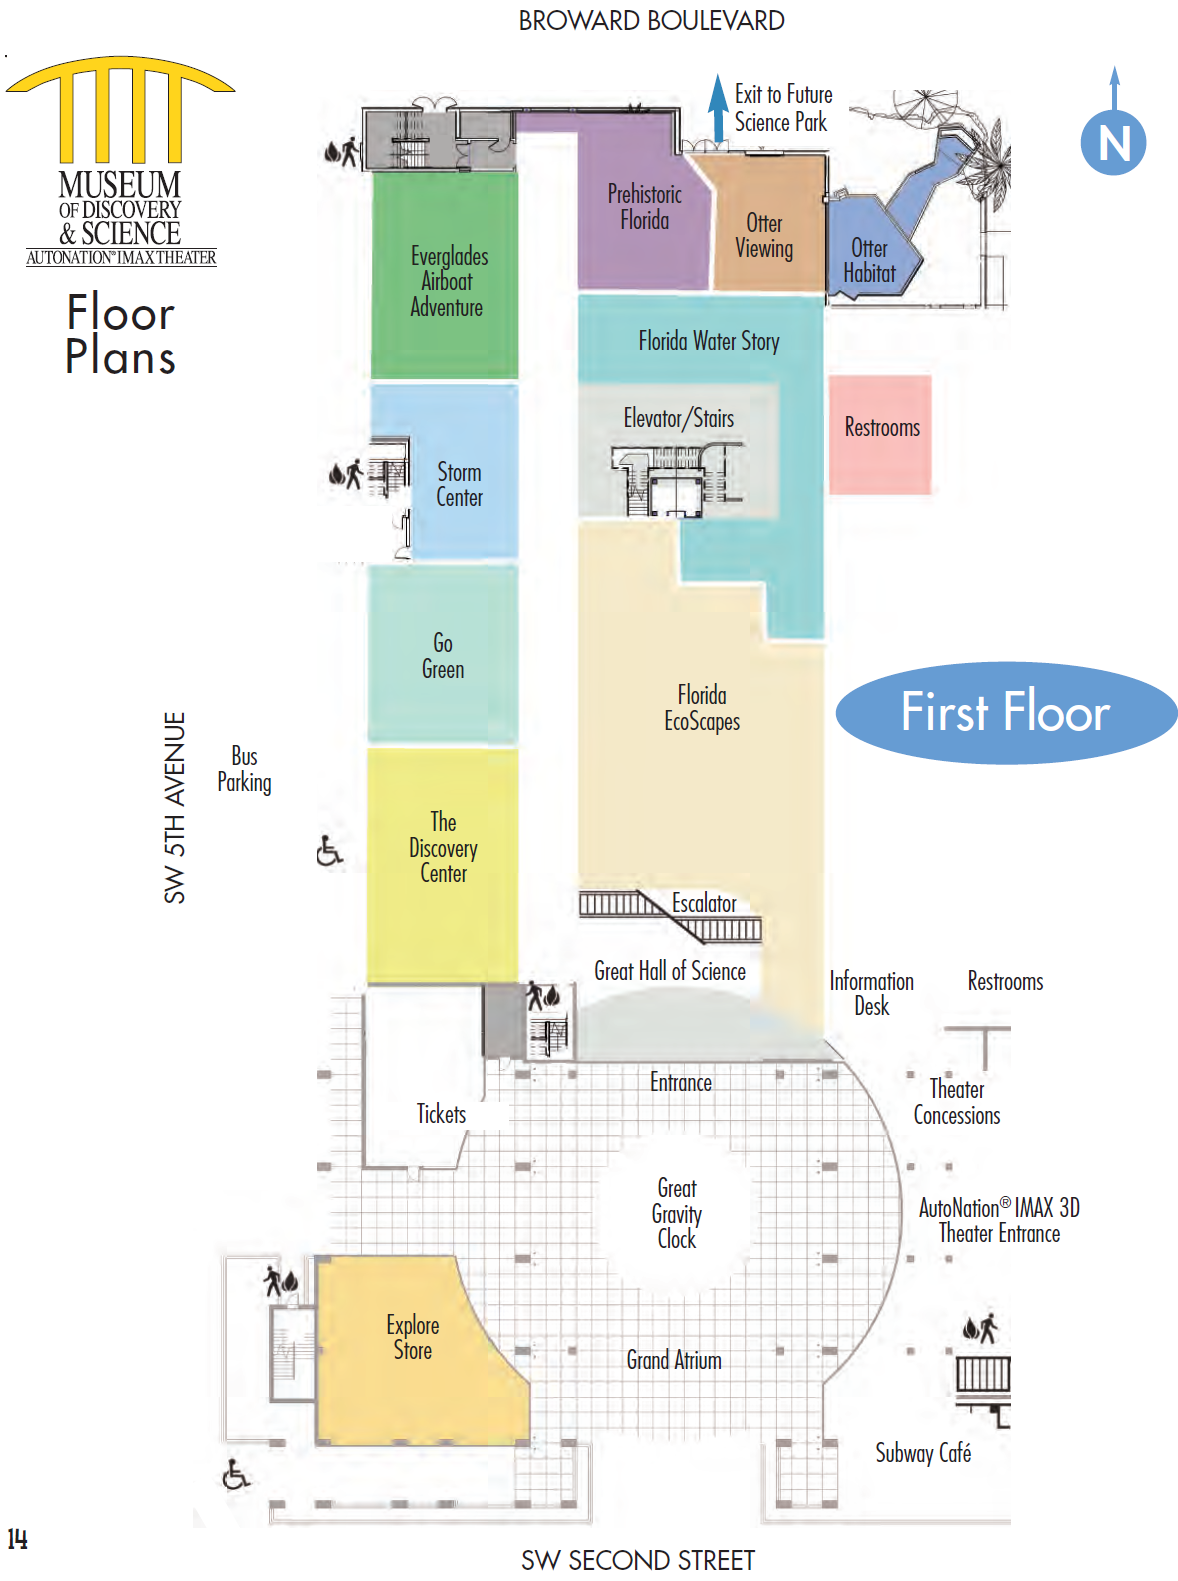 BROWARD BOULEVARD
MUSEUM
OF DISCOVERY
& SCIENCE
AUTONATION® IMAX THEATER
Floor
Plans
Exit to Future
Science Park
N
Prehistoric
Florida
Otter
Viewing
Otter
Habitat
Everglades
Airboat
Adventure
Florida Water Story
Elevator/Stairs
Restrooms
Storm
Center
Go
Green
Florida
EcoScapes
First Floor
SW 5TH AVENUE
Bus
Parking
The
Discovery
Center
Escalator
Great Hall of Science
Information
Desk
Restrooms
Entrance
Theater
Concessions
Tickets
Great
Gravity
Clock
AutoNation® IMAX 3D
Theater Entrance
Explore
Store
Grand Atrium
Subway Café
14
SW SECOND STREET